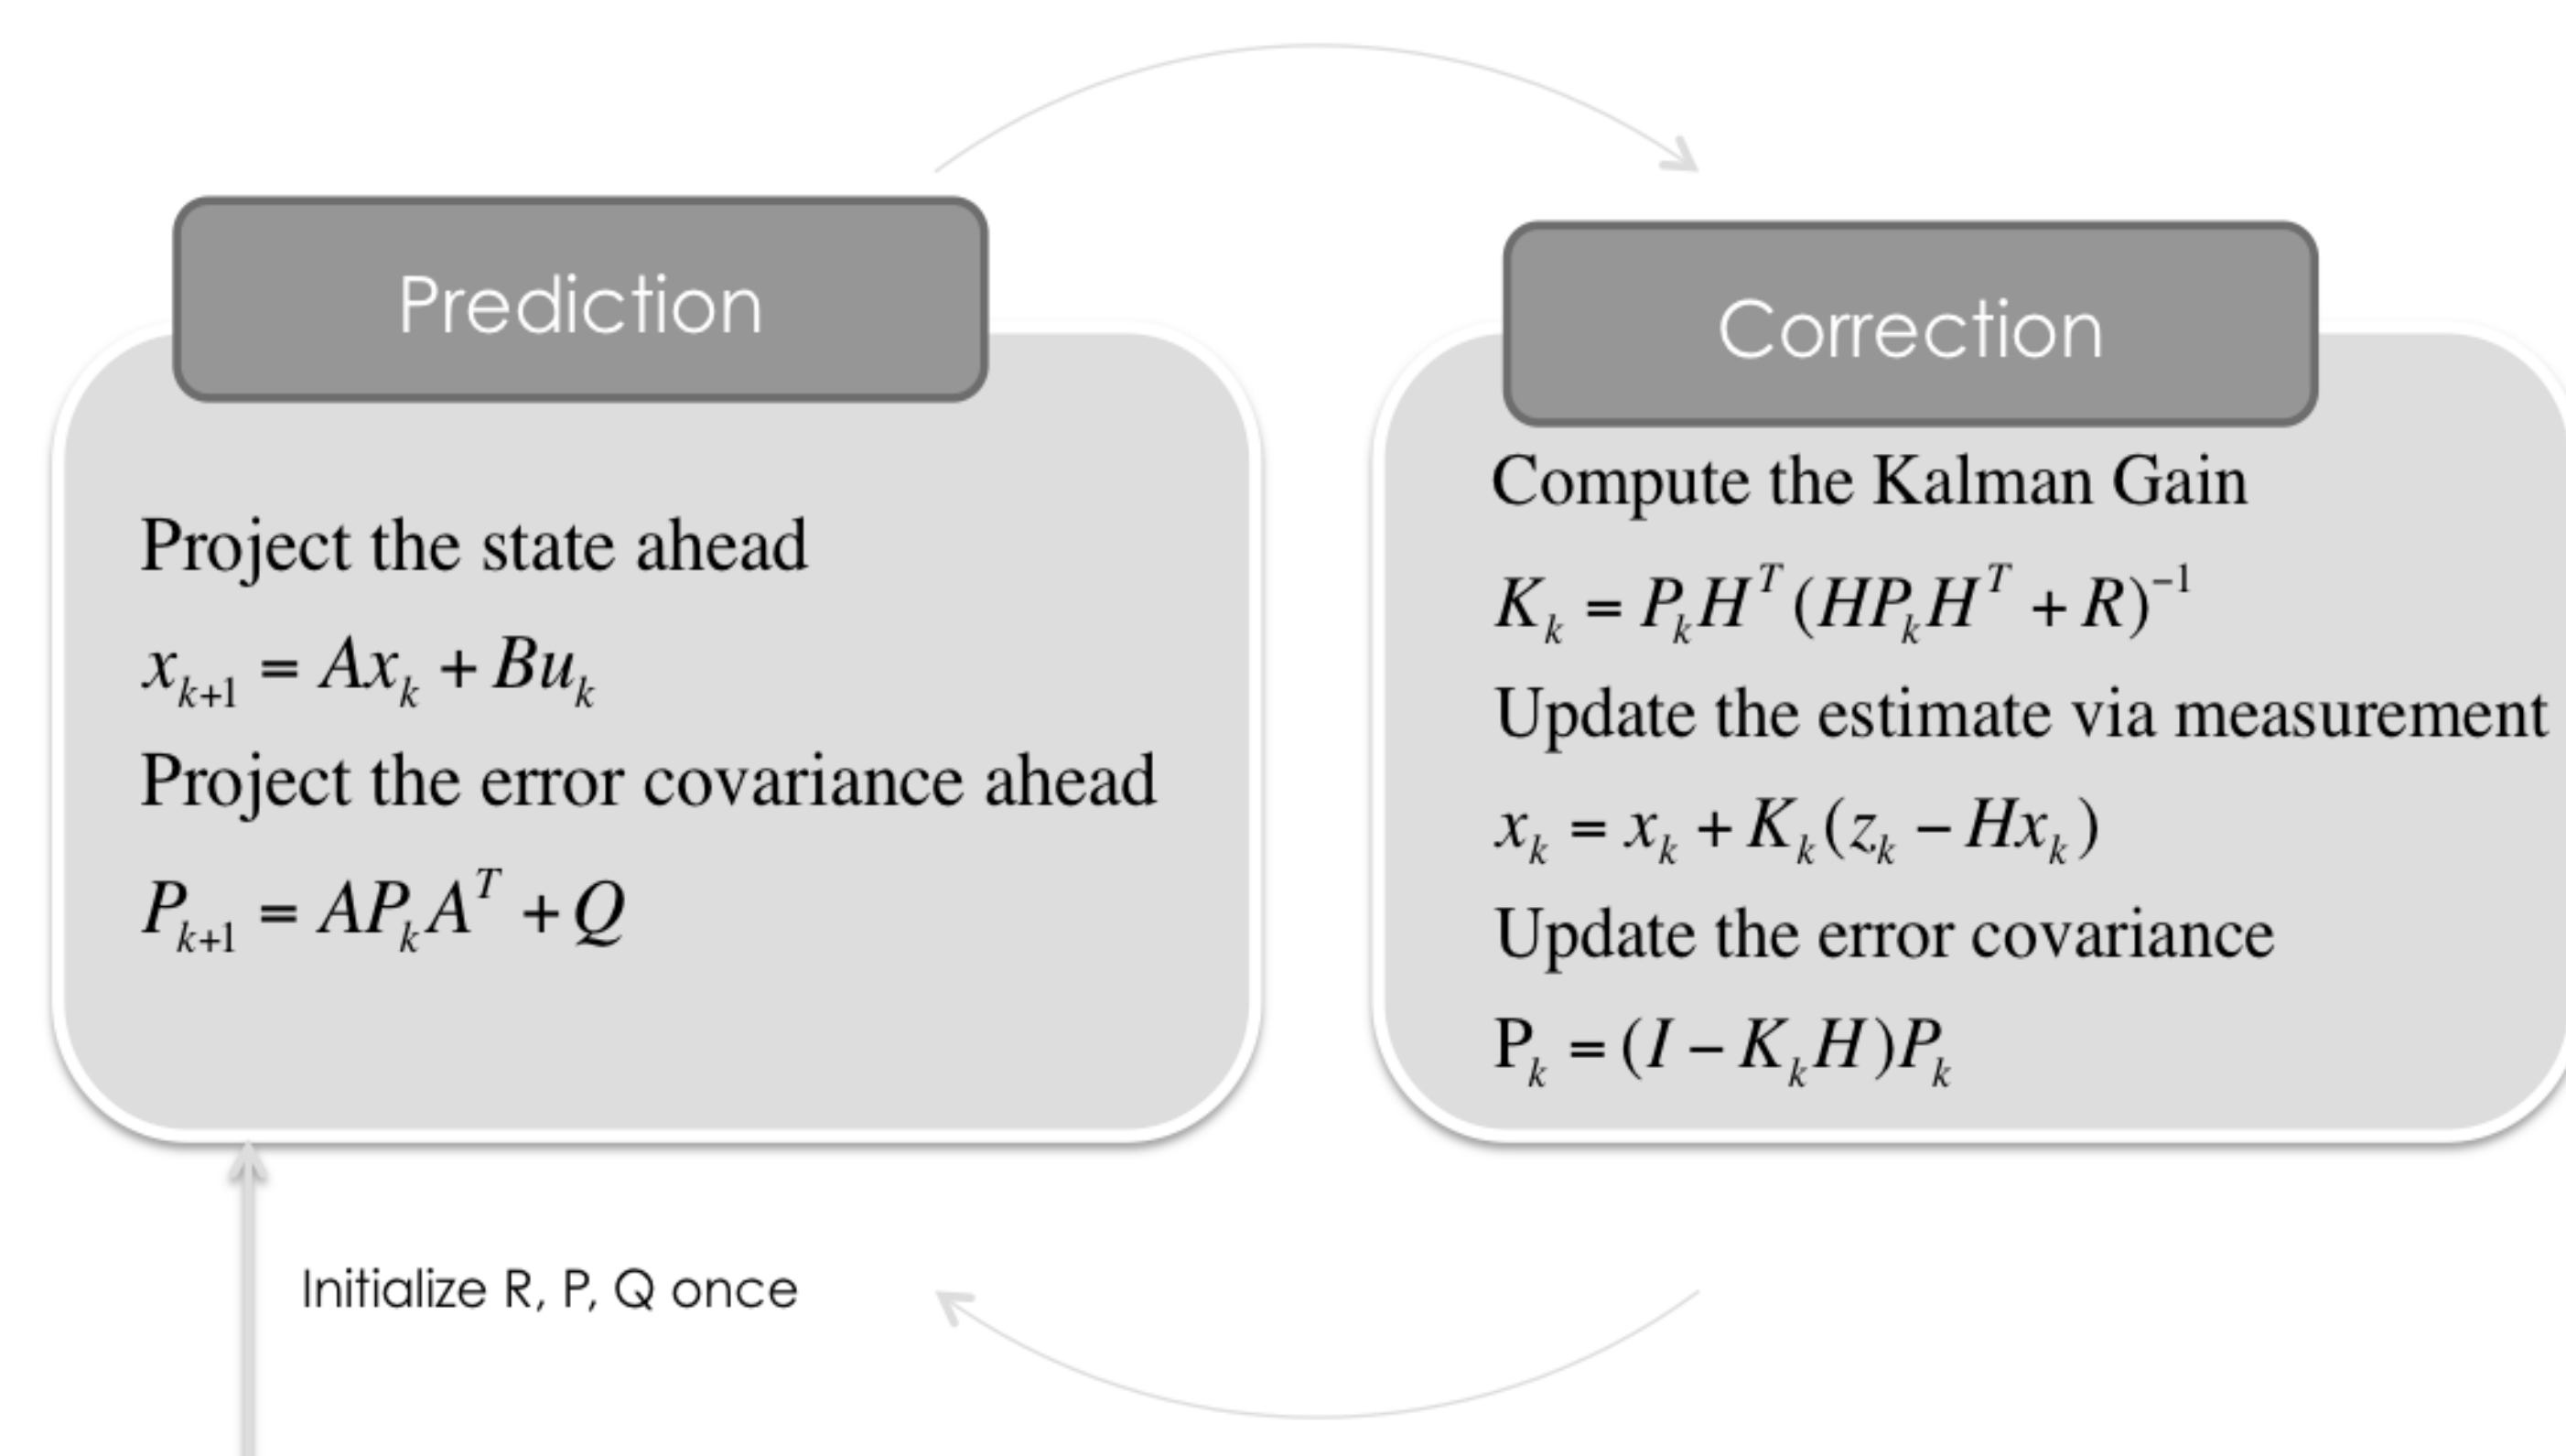 Prediction
Project the state ahead
x_{k+1} = Ax_k + Bu_k
Project the error covariance ahead
P_{k+1} = AP_kA^T + Q
Correction
Compute the Kalman Gain
K_k = P_kH^T(HP_kH^T + R)^{-1}
Update the estimate via measurement
x_k = x_k + K_k(z_k − Hx_k)
Update the error covariance
P_k = (I − K_kH)P_k
Initialize R, P, Q once